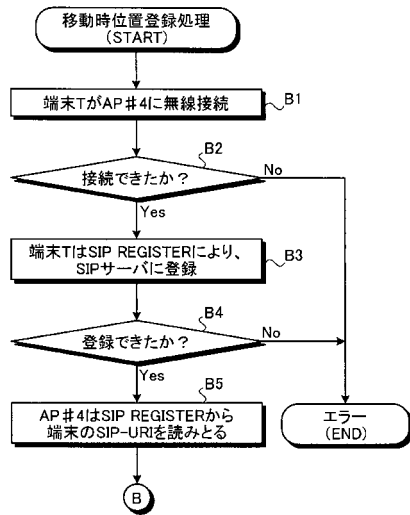 移動時位置登録処理
(START)
端末TがAP♯4に無線接続
B1
B2
接続できたか？
No
Yes
端末TはSIP REGISTERにより、
SIPサーバに登録
B3
B4
登録できたか？
No
Yes
B5
AP♯4はSIP REGISTERから
端末のSIP-URIを読みとる
エラー
(END)
B